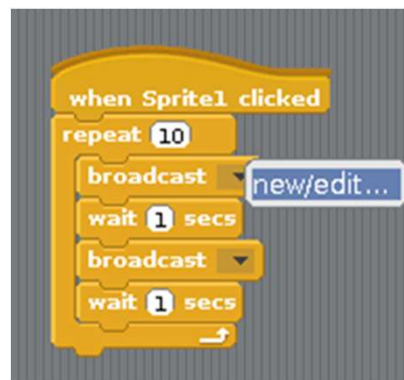 when Sprite1 clicked
repeat 10
broadcast
new/edit...
wait 1 secs
broadcast
wait 1 secs